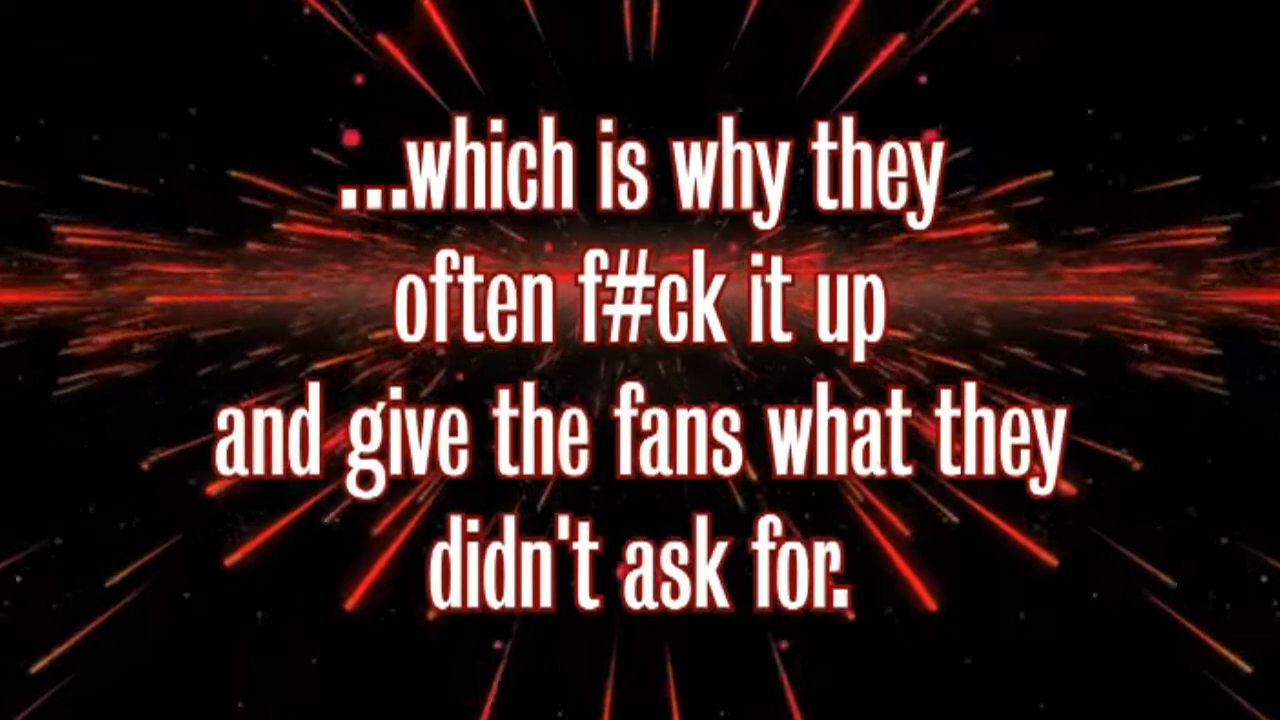 ...which is why they
often f#ck it up
and give the fans what they
didn't ask for.